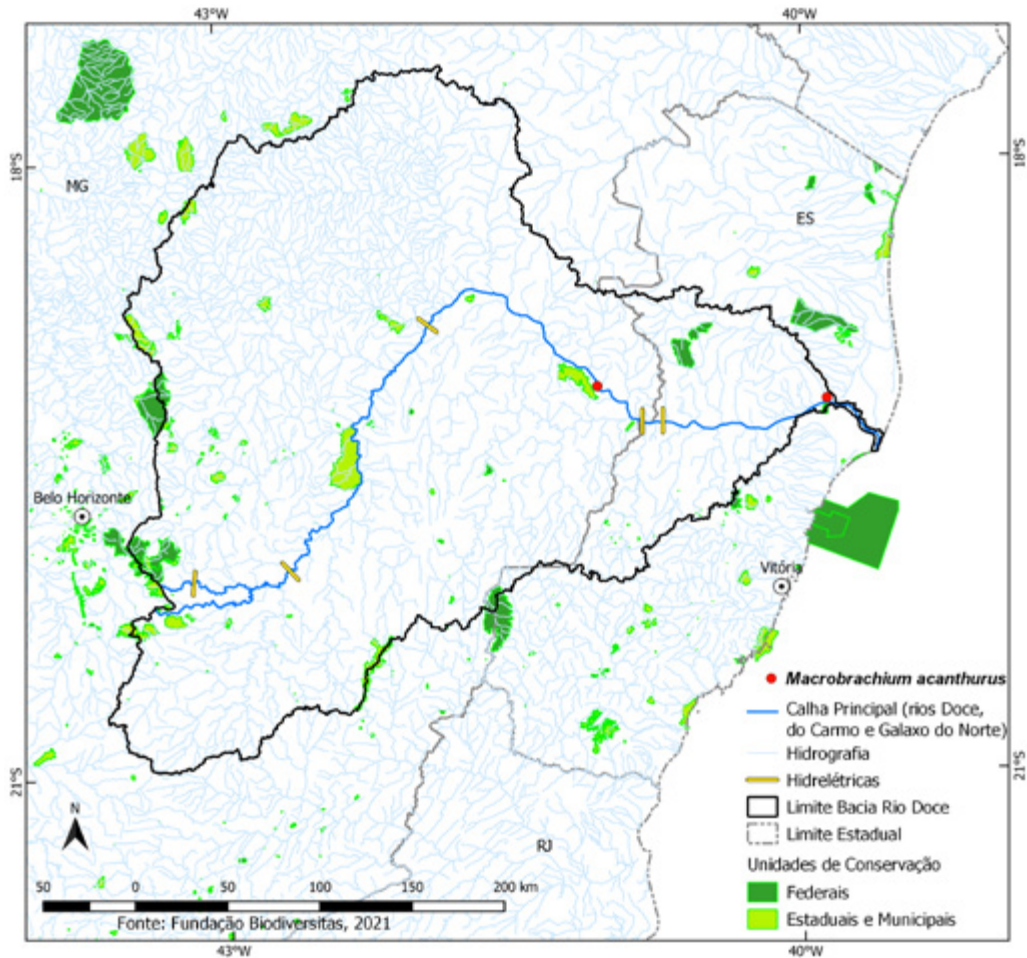 43°W
40°W
18°S
18°S
MG
ES
Belo Horizonte
Vitória
Macrobrachium acanthurus
Calha Principal (rios Doce,
do Carmo e Galaxo do Norte)
Hidrografia
Hidrelétricas
Limite Bacia Rio Doce
Limite Estadual
Unidades de Conservação
Federais
Estaduais e Municipais
21°S
21°S
N
RJ
50 0 50 100 150 200 km
Fonte: Fundação Biodiversitas, 2021
43°W
40°W